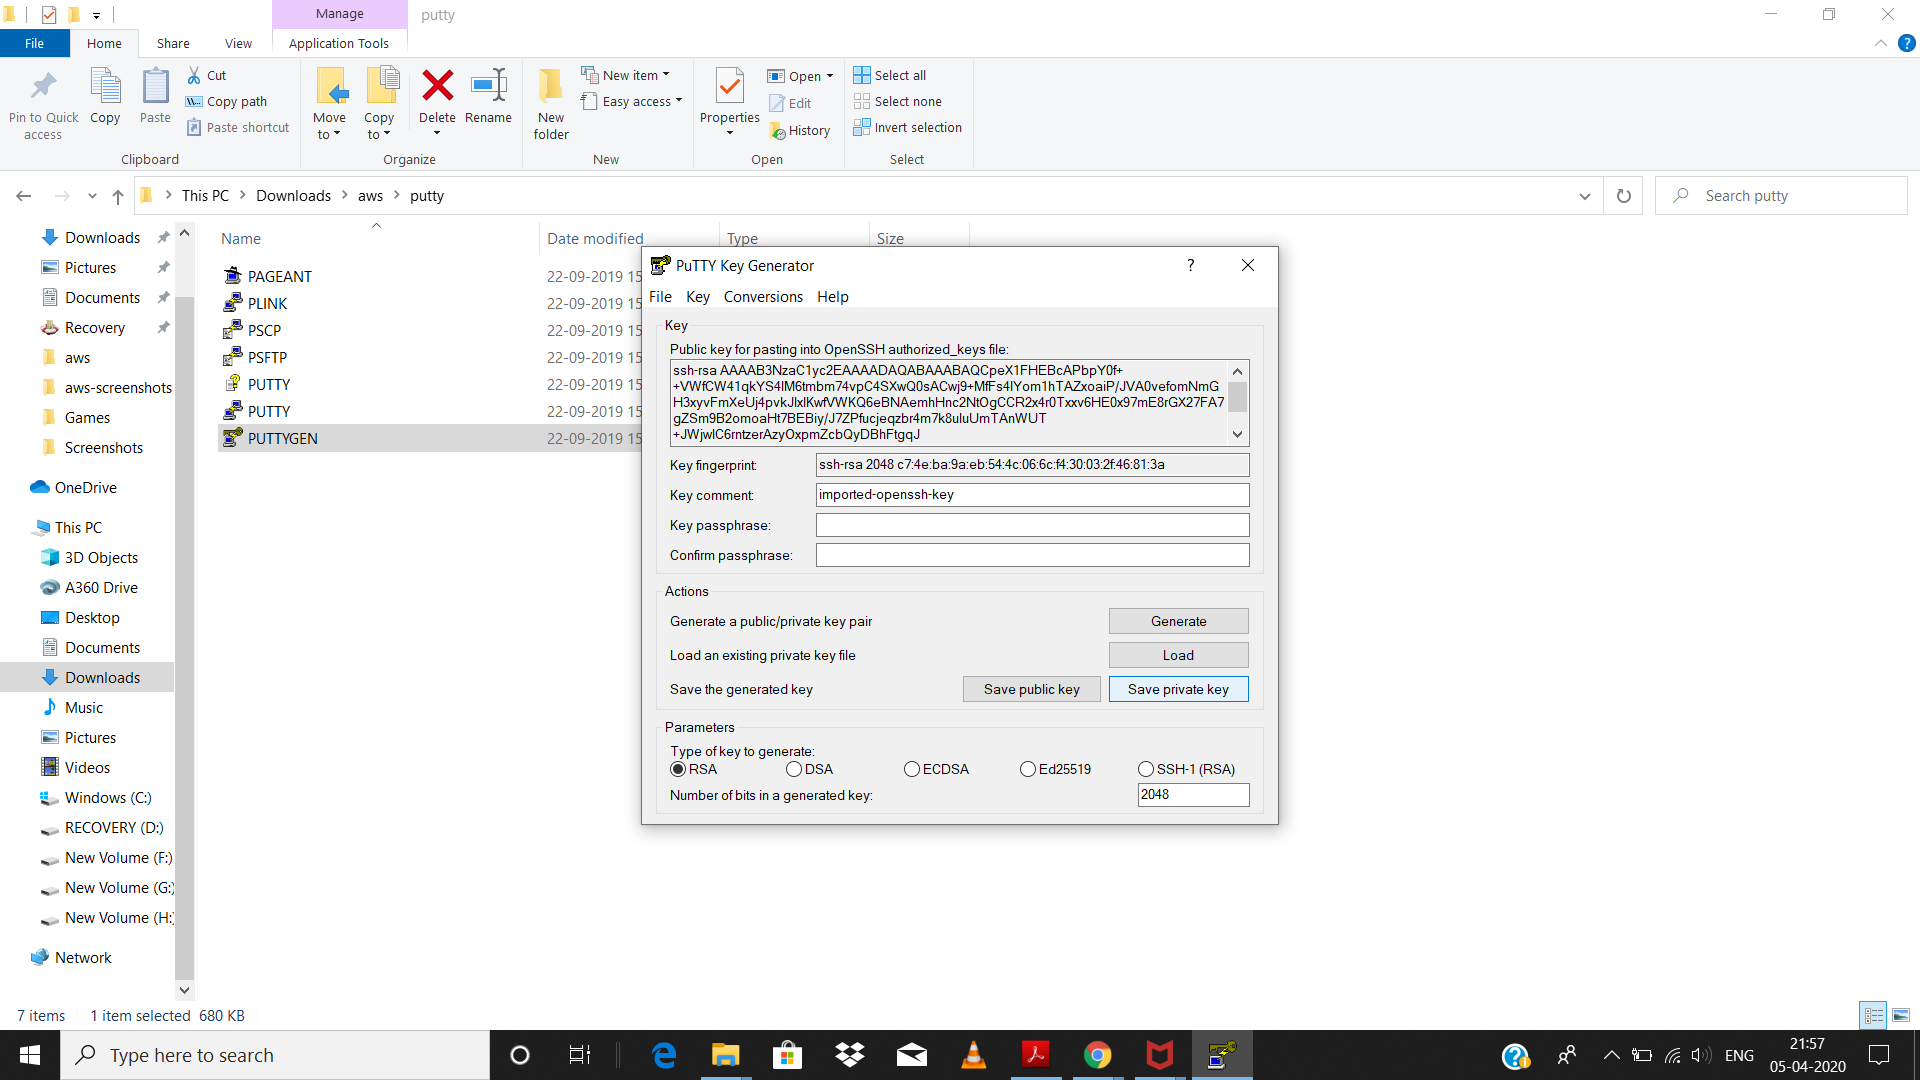 Manage
putty
File
Home
Share
View
Application Tools
Pin to Quick access
Copy
Paste
Cut
Copy path
Paste shortcut
Clipboard
Move to
Copy to
Delete
Rename
Organize
New folder
New item
Easy access
New
Properties
Open
Edit
History
Open
Select all
Select none
Invert selection
Select
This PC
Downloads
aws
putty
Search putty
Downloads
Pictures
Documents
Recovery
aws
aws-screenshots
Games
Screenshots
OneDrive
This PC
3D Objects
A360 Drive
Desktop
Documents
Downloads
Music
Pictures
Videos
Windows (C:)
RECOVERY (D:)
New Volume (F:)
New Volume (G:)
New Volume (H:)
Network
Name
Date modified
Type
Size
PAGEANT 22-09-2019 15
PLINK 22-09-2019 15
PSCP 22-09-2019 15
PSFTP 22-09-2019 15
PUTTY 22-09-2019 15
PUTTY 22-09-2019 15
PUTTYGEN 22-09-2019 15
PuTTY Key Generator
?
File Key Conversions Help
Key
Public key for pasting into OpenSSH authorized_keys file:
ssh-rsa
Key fingerprint: ssh-rsa 2048 c7:4e:ba:9a:eb:54:4c:06:6c:f4:30:03:2f:46:81:3a
Key comment: imported-openssh-key
Key passphrase:
Confirm passphrase:
Actions
Generate a public/private key pair
Generate
Load an existing private key file
Load
Save the generated key
Save public key
Save private key
Parameters
Type of key to generate:
RSA DSA ECDSA Ed25519 SSH-1 (RSA)
Number of bits in a generated key: 2048
7 items 1 item selected 680 KB
Type here to search
ENG
21:57
05-04-2020